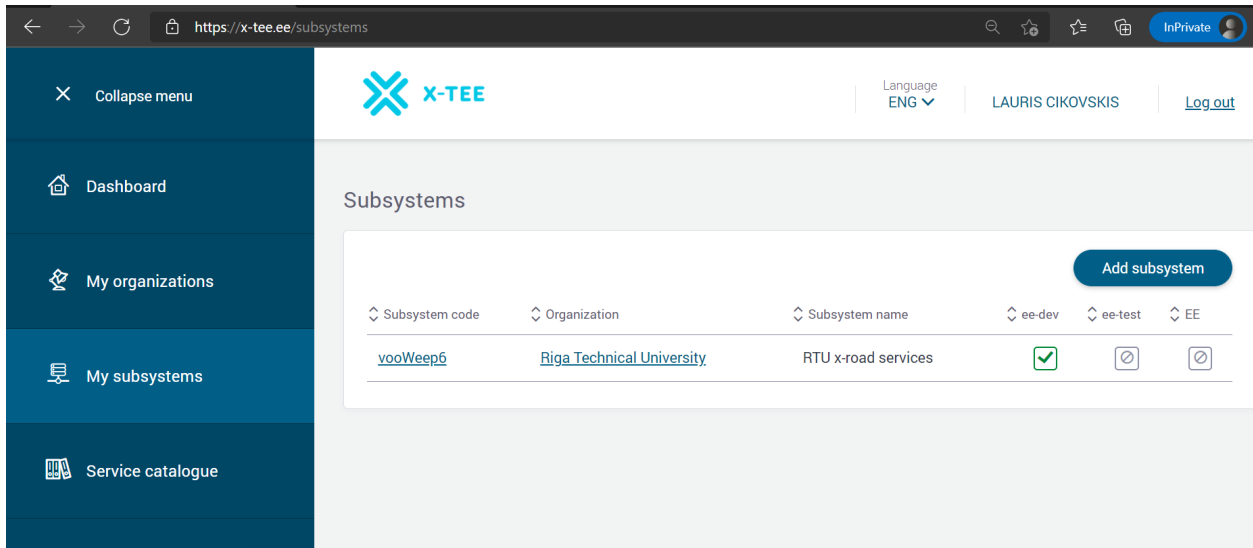 https://x-tee.ee/subsystems
InPrivate
Collapse menu
X-TEE
Language
ENG
LAURIS CIKOVSKIS
Log out
Dashboard
My organizations
My subsystems
Service catalogue
Subsystems
Add subsystem
Subsystem code Organization Subsystem name ee-dev ee-test EE
vooWeep6 Riga Technical University RTU x-road services